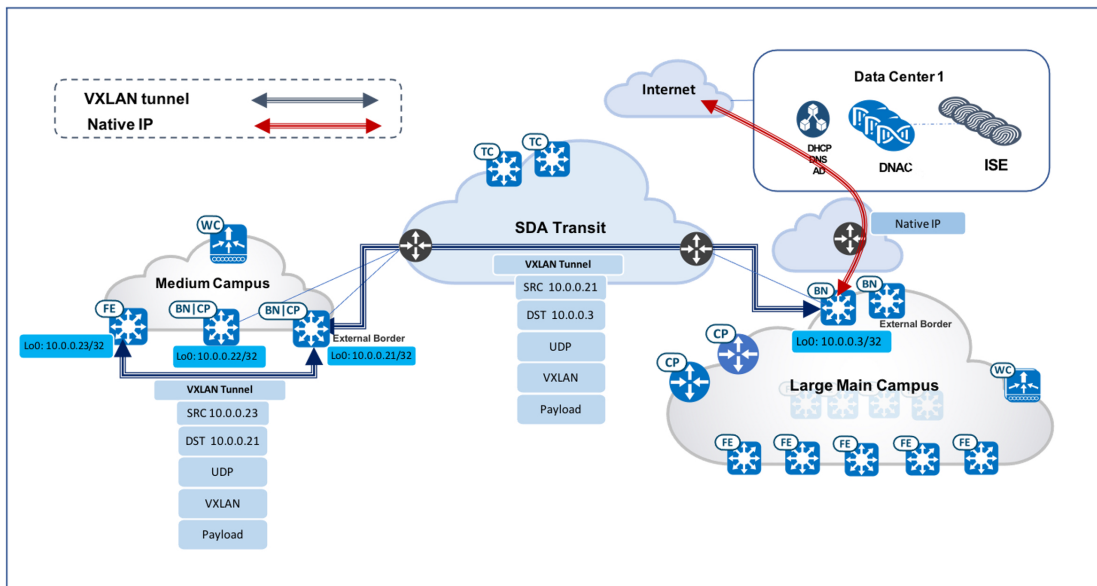 VXLAN tunnel
Native IP
Internet
Data Center 1
DHCP
DNS
AD
DNAC
ISE
TC
TC
SDA Transit
Native IP
WC
Medium Campus
FE
BN|CP
BN|CP
External Border
Lo0: 10.0.0.23/32
Lo0: 10.0.0.22/32
Lo0: 10.0.0.21/32
VXLAN Tunnel
SRC 10.0.0.23
DST 10.0.0.21
UDP
VXLAN
Payload
VXLAN Tunnel
SRC 10.0.0.21
DST 10.0.0.3
UDP
VXLAN
Payload
BN
BN
External Border
Lo0: 10.0.0.3/32
CP
CP
Large Main Campus
WC
FE
FE
FE
FE
FE